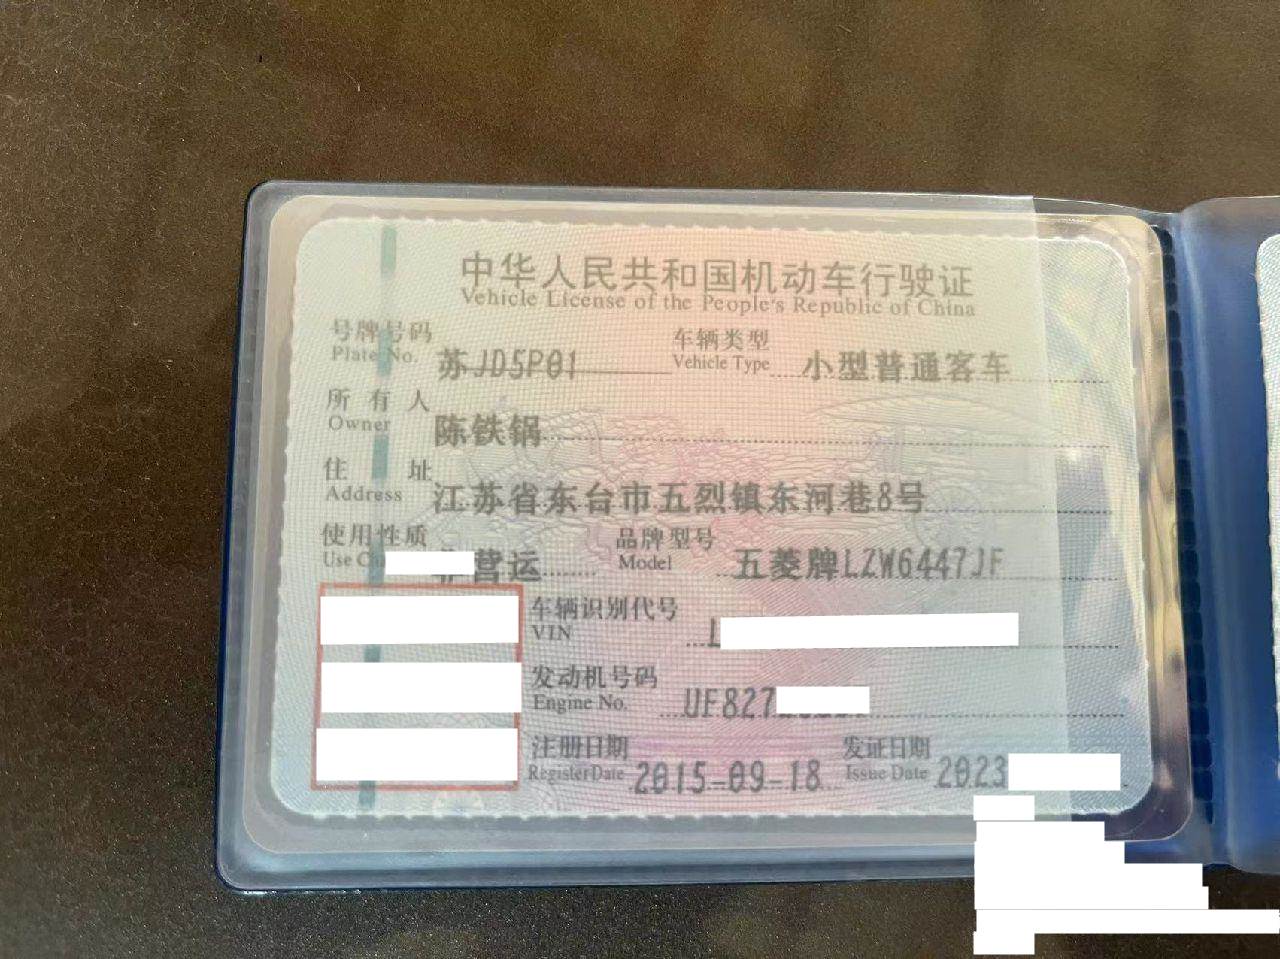 中华人民共和国机动车行驶证
Vehicle License of the People's Republic of China
号牌号码 苏JD5P01 车辆类型 小型普通客车
Plate No. Vehicle Type
所有人 陈铁锅
Owner
住址 江苏省东台市五烈镇东河巷8号
Address
使用性质 非营运 品牌型号 五菱牌LZW6447JF
Use Model
车辆识别代号
VIN L
发动机号码
Engine No. UF827
注册日期 2015-09-18 发证日期 2023
Register Date Issue Date